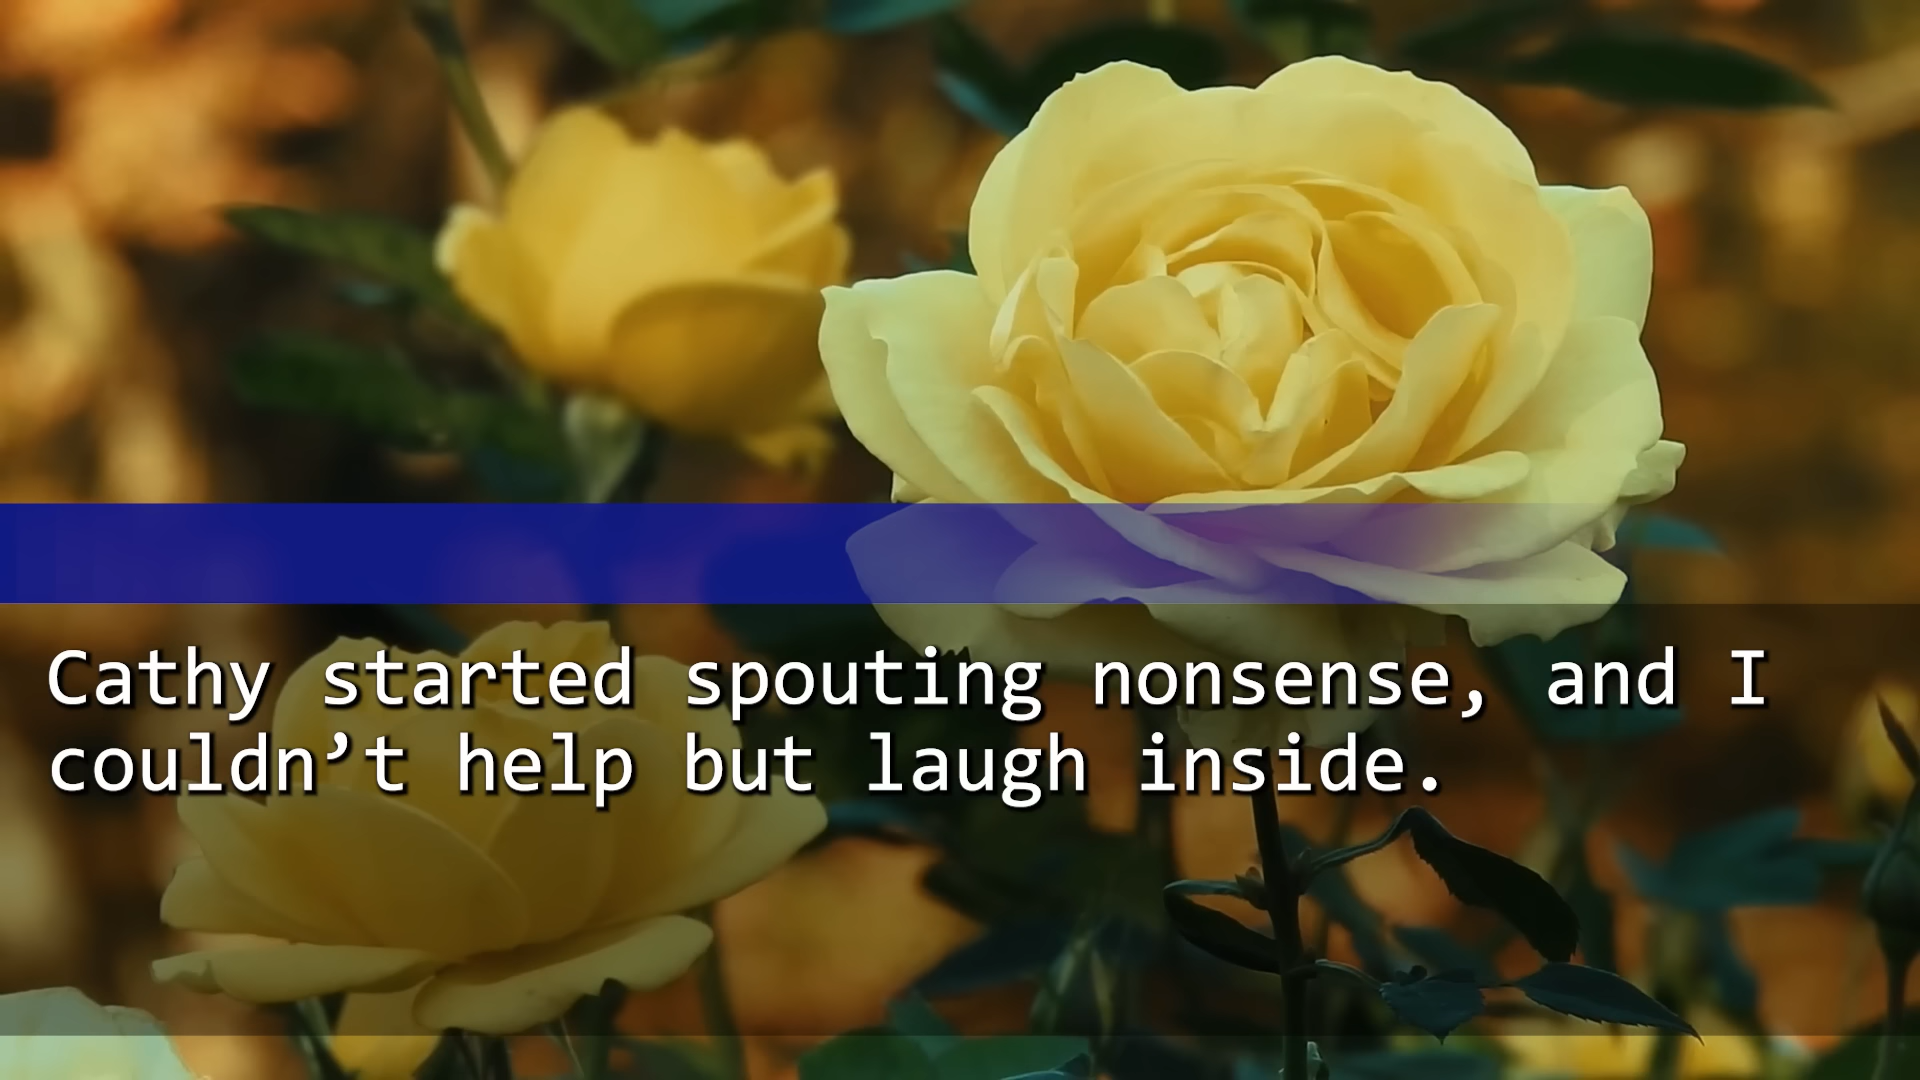 Cathy started spouting nonsense, and I
couldn’t help but laugh inside.